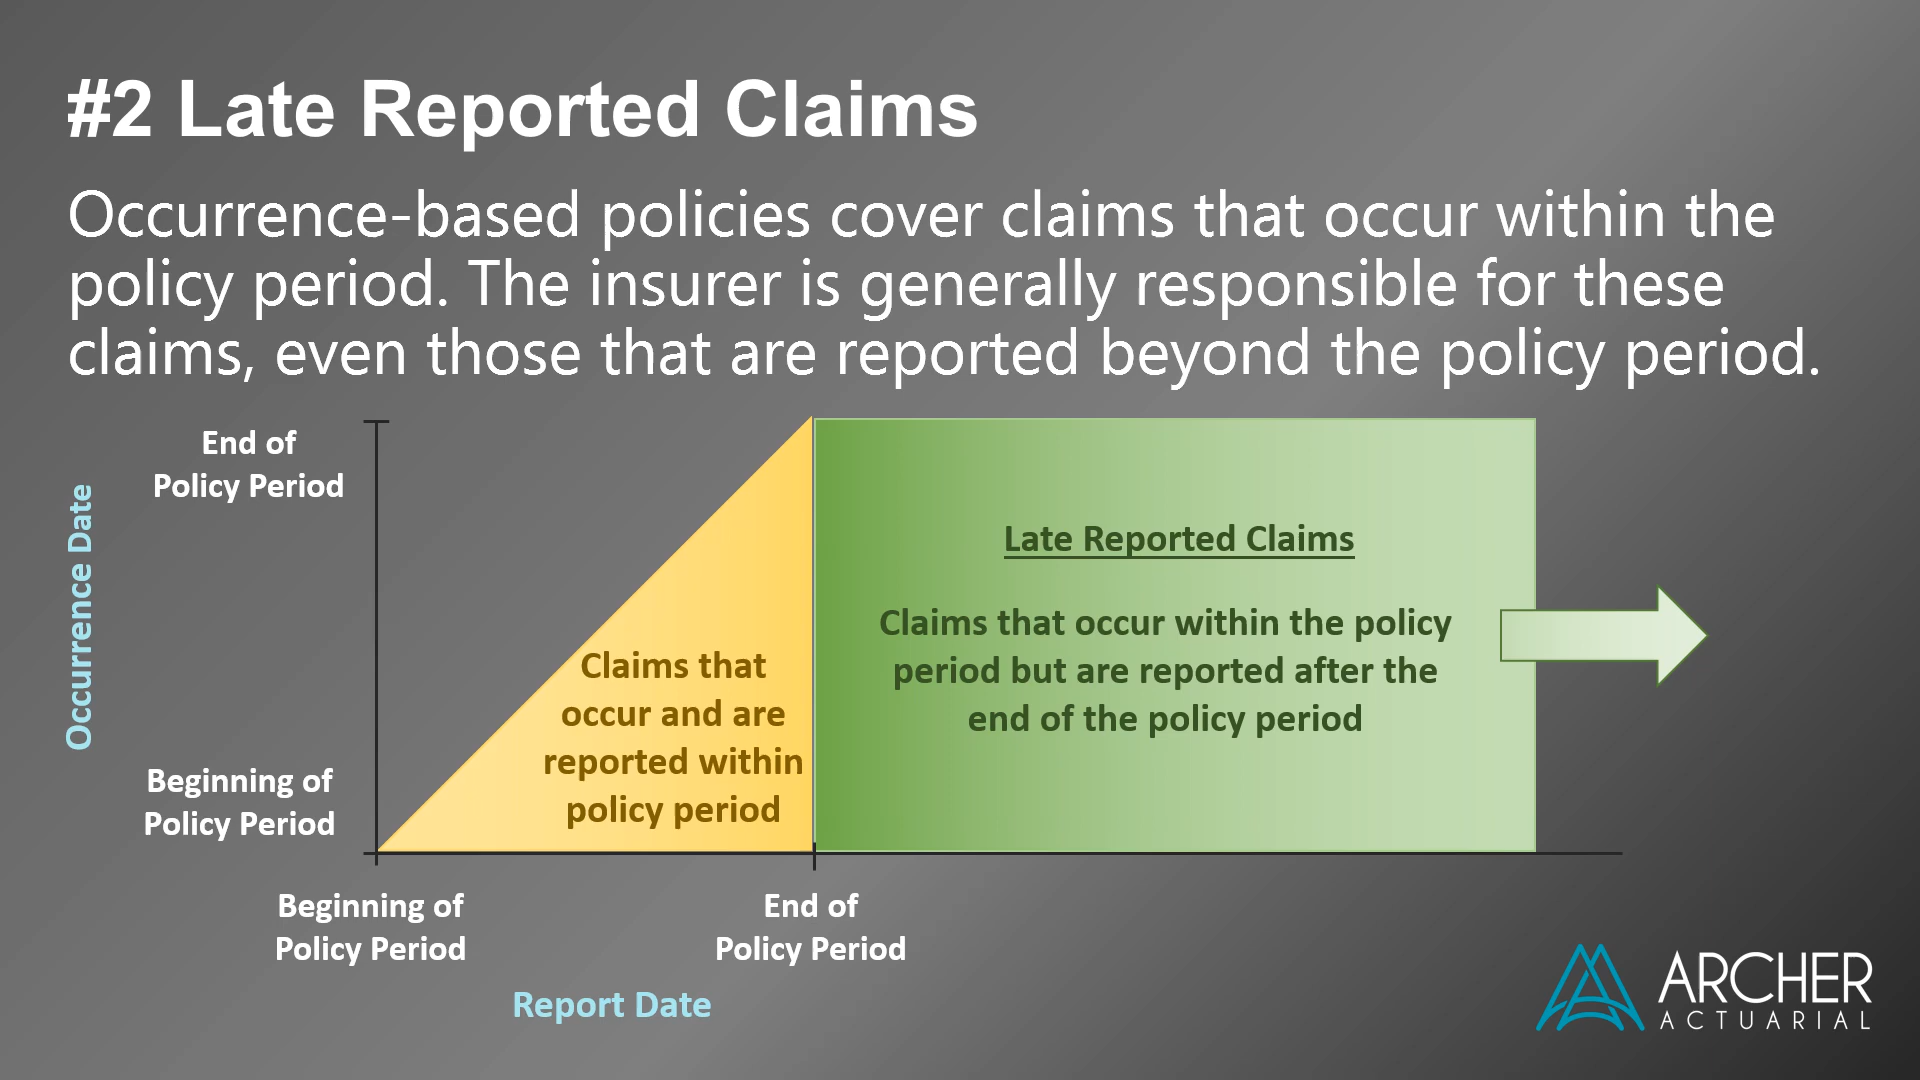 #2 Late Reported Claims
Occurrence-based policies cover claims that occur within the
policy period. The insurer is generally responsible for these
claims, even those that are reported beyond the policy period.
Occurrence Date
End of
Policy Period
Beginning of
Policy Period
Claims that
occur and are
reported within
policy period
Late Reported Claims
Claims that occur within the policy
period but are reported after the
end of the policy period
Beginning of
Policy Period
End of
Policy Period
Report Date
ARCHER
ACTUARIAL